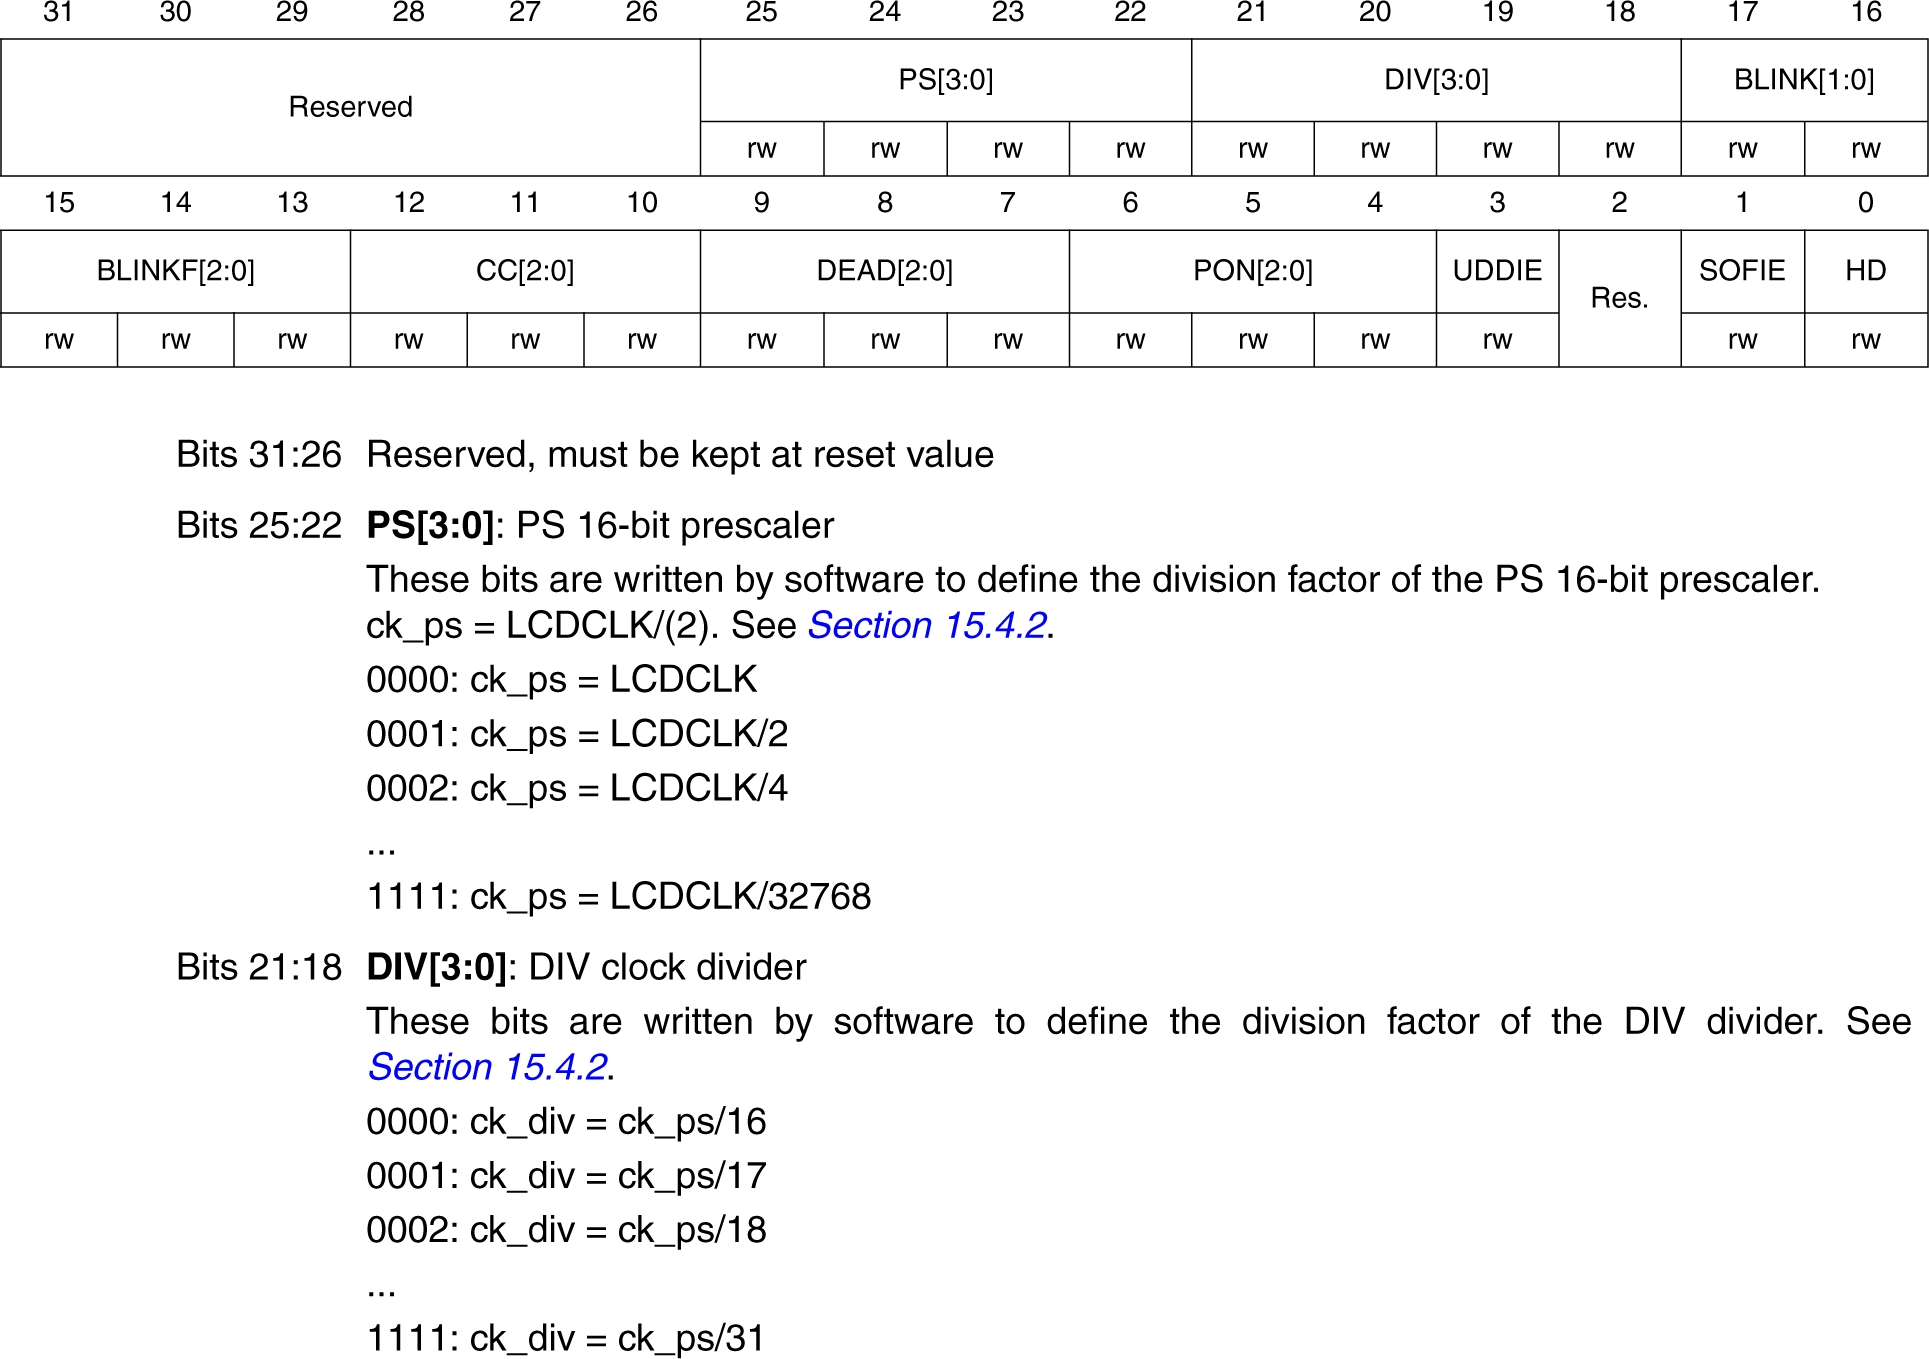 31 30 29 28 27 26 25 24 23 22 21 20 19 18 17 16
Reserved PS[3:0] DIV[3:0] BLINK[1:0]
rw rw rw rw rw rw rw rw rw rw
15 14 13 12 11 10 9 8 7 6 5 4 3 2 1 0
BLINKF[2:0] CC[2:0] DEAD[2:0] PON[2:0] UDDIE Res. SOFIE HD
rw rw rw rw rw rw rw rw rw rw rw rw rw rw rw
Bits 31:26 Reserved, must be kept at reset value
Bits 25:22 PS[3:0]: PS 16-bit prescaler
These bits are written by software to define the division factor of the PS 16-bit prescaler.
ck_ps = LCDCLK/(2). See Section 15.4.2.
0000: ck_ps = LCDCLK
0001: ck_ps = LCDCLK/2
0002: ck_ps = LCDCLK/4
...
1111: ck_ps = LCDCLK/32768
Bits 21:18 DIV[3:0]: DIV clock divider
These bits are written by software to define the division factor of the DIV divider. See
Section 15.4.2.
0000: ck_div = ck_ps/16
0001: ck_div = ck_ps/17
0002: ck_div = ck_ps/18
...
1111: ck_div = ck_ps/31